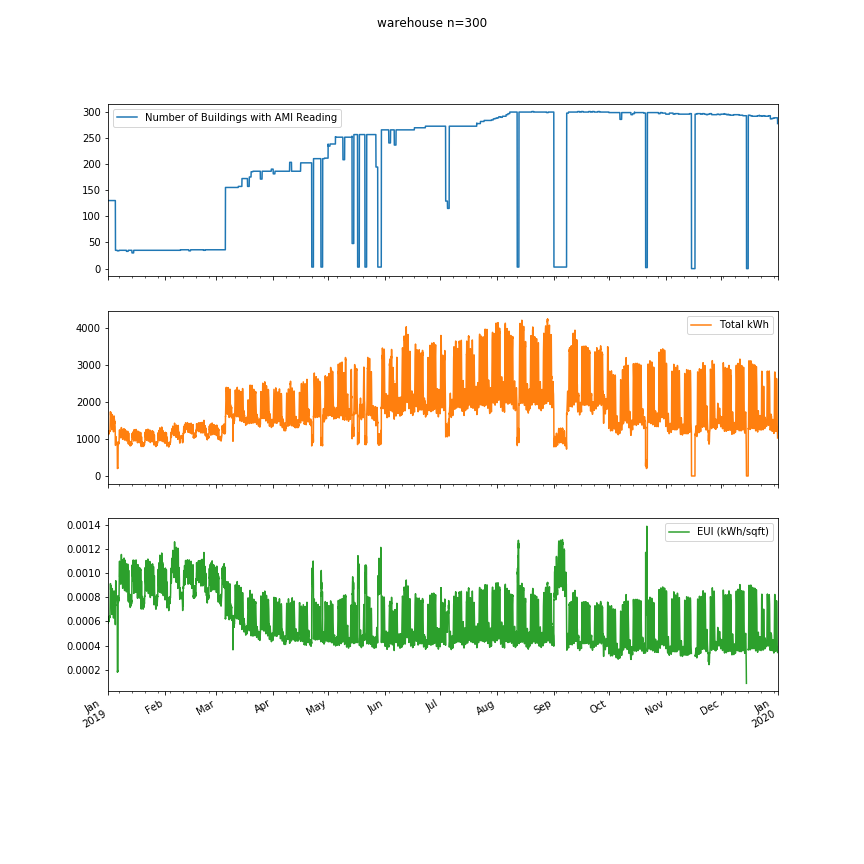 warehouse n=300
300
250
200
150
100
50
0
Number of Buildings with AMI Reading
4000
3000
2000
1000
0
Total kWh
0.0014
0.0012
0.0010
0.0008
0.0006
0.0004
0.0002
EUI (kWh/sqft)
Jan
2019
Feb
Mar
Apr
May
Jun
Jul
Aug
Sep
Oct
Nov
Dec
Jan
2020